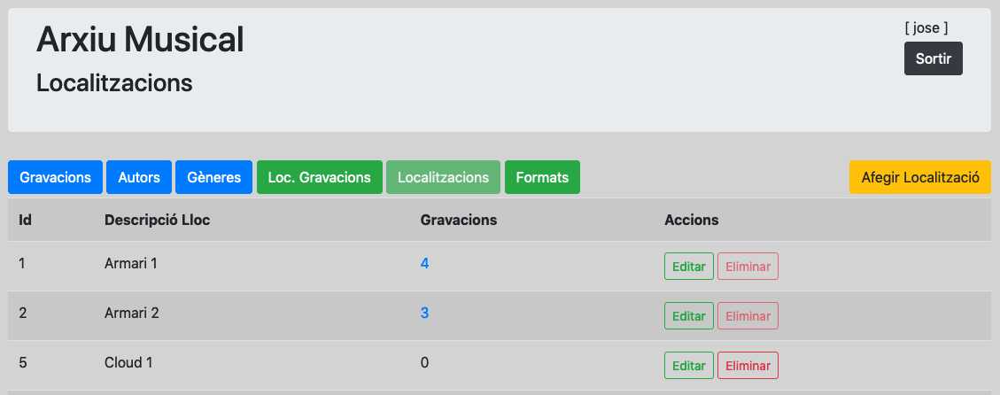 Arxiu Musical
[ jose ]
Sortir
Localitzacions
Gravacions Autors Gèneres Loc. Gravacions Localitzacions Formats Afegir Localització
Id Descripció Lloc Gravacions Accions
1 Armari 1 4 Editar Eliminar
2 Armari 2 3 Editar Eliminar
5 Cloud 1 0 Editar Eliminar